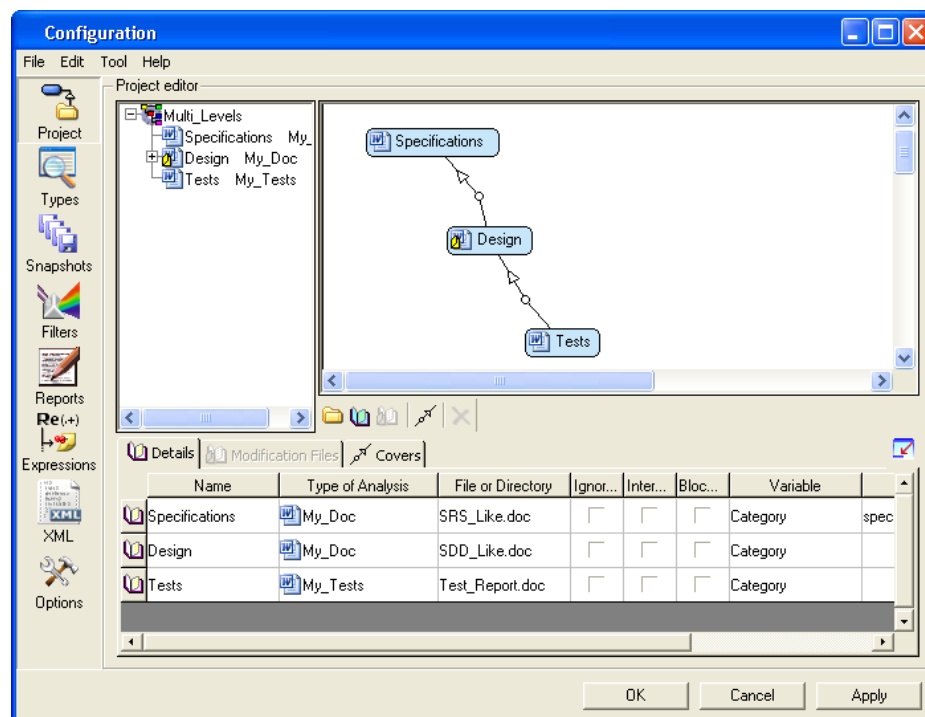 Configuration
File Edit Tool Help
Project editor
Project
Types
Snapshots
Filters
Reports
Re(.+)
Expressions
XML
XML
Options
Multi_Levels
Specifications My_
Design My_Doc
Tests My_Tests
Specifications
Design
Tests
Details Modification Files Covers
Name Type of Analysis File or Directory Ignor... Inter... Bloc... Variable
Specifications My_Doc SRS_Like.doc Category spec
Design My_Doc SDD_Like.doc Category
Tests My_Tests Test_Report.doc Category
OK Cancel Apply